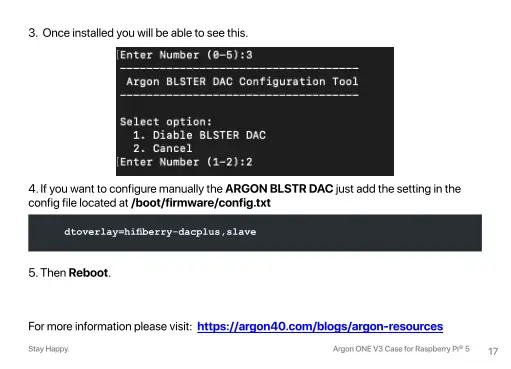 3. Once installed you will be able to see this.
[Enter Number (0-5):3
------------------------------------
Argon BLSTER DAC Configuration Tool
------------------------------------
Select option:
1. Diable BLSTER DAC
2. Cancel
[Enter Number (1-2):2
4. If you want to configure manually the ARGON BLSTR DAC just add the setting in the
config file located at /boot/firmware/config.txt
dtoverlay=hifiberry-dacplus,slave
5. Then Reboot.
For more information please visit: https://argon40.com/blogs/argon-resources
Stay Happy. Argon ONE V3 Case for Raspberry Pi® 5 17